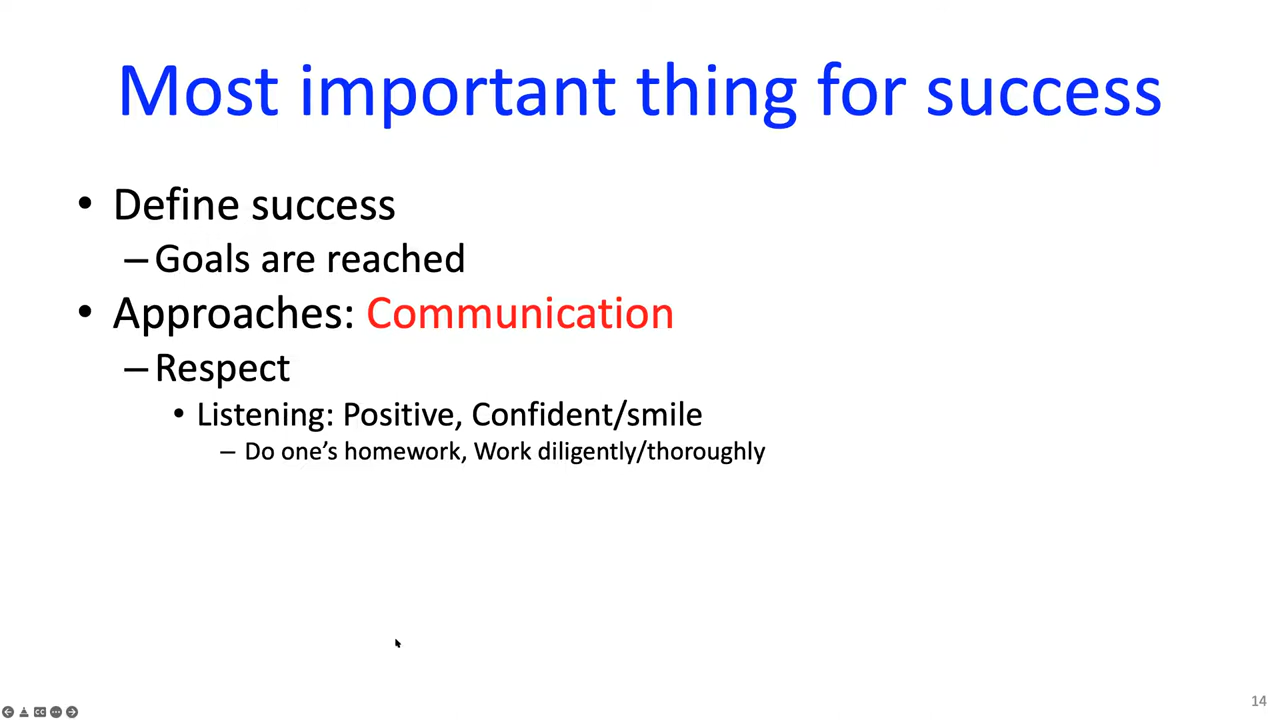 Most important thing for success
• Define success
– Goals are reached
• Approaches: Communication
– Respect
• Listening: Positive, Confident/smile
– Do one’s homework, Work diligently/thoroughly
14